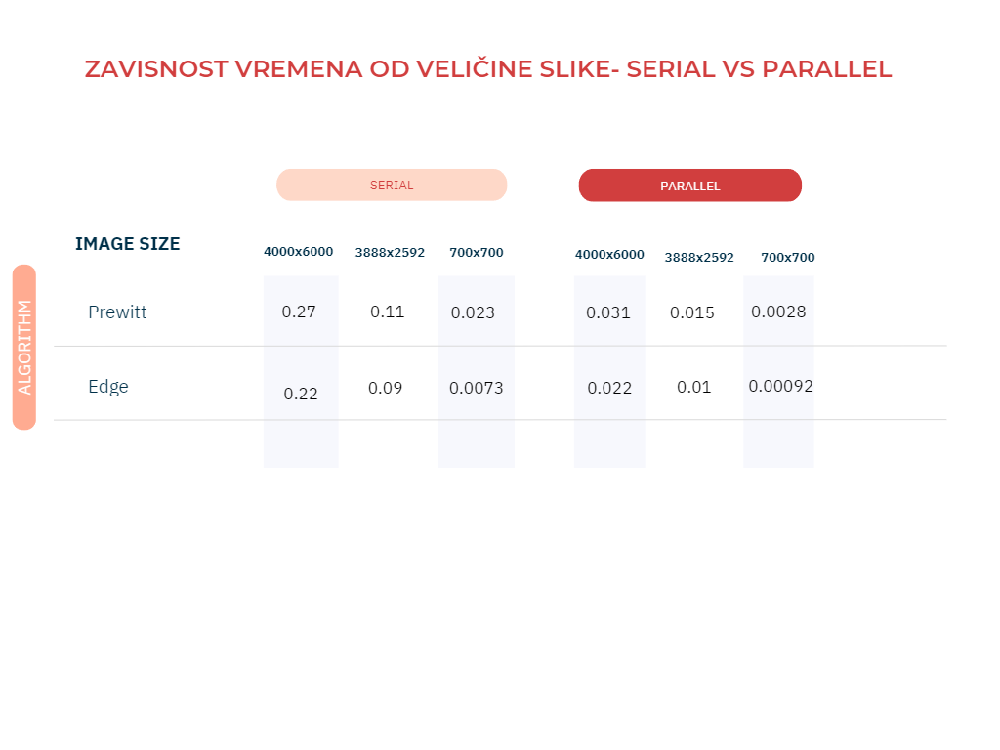 ZAVISNOST VREMENA OD VELIČINE SLIKE- SERIAL VS PARALLEL
SERIAL PARALLEL
IMAGE SIZE 4000x6000 3888x2592 700x700 4000x6000 3888x2592 700x700
ALGORITHM
Prewitt 0.27 0.11 0.023 0.031 0.015 0.0028
Edge 0.22 0.09 0.0073 0.022 0.01 0.00092